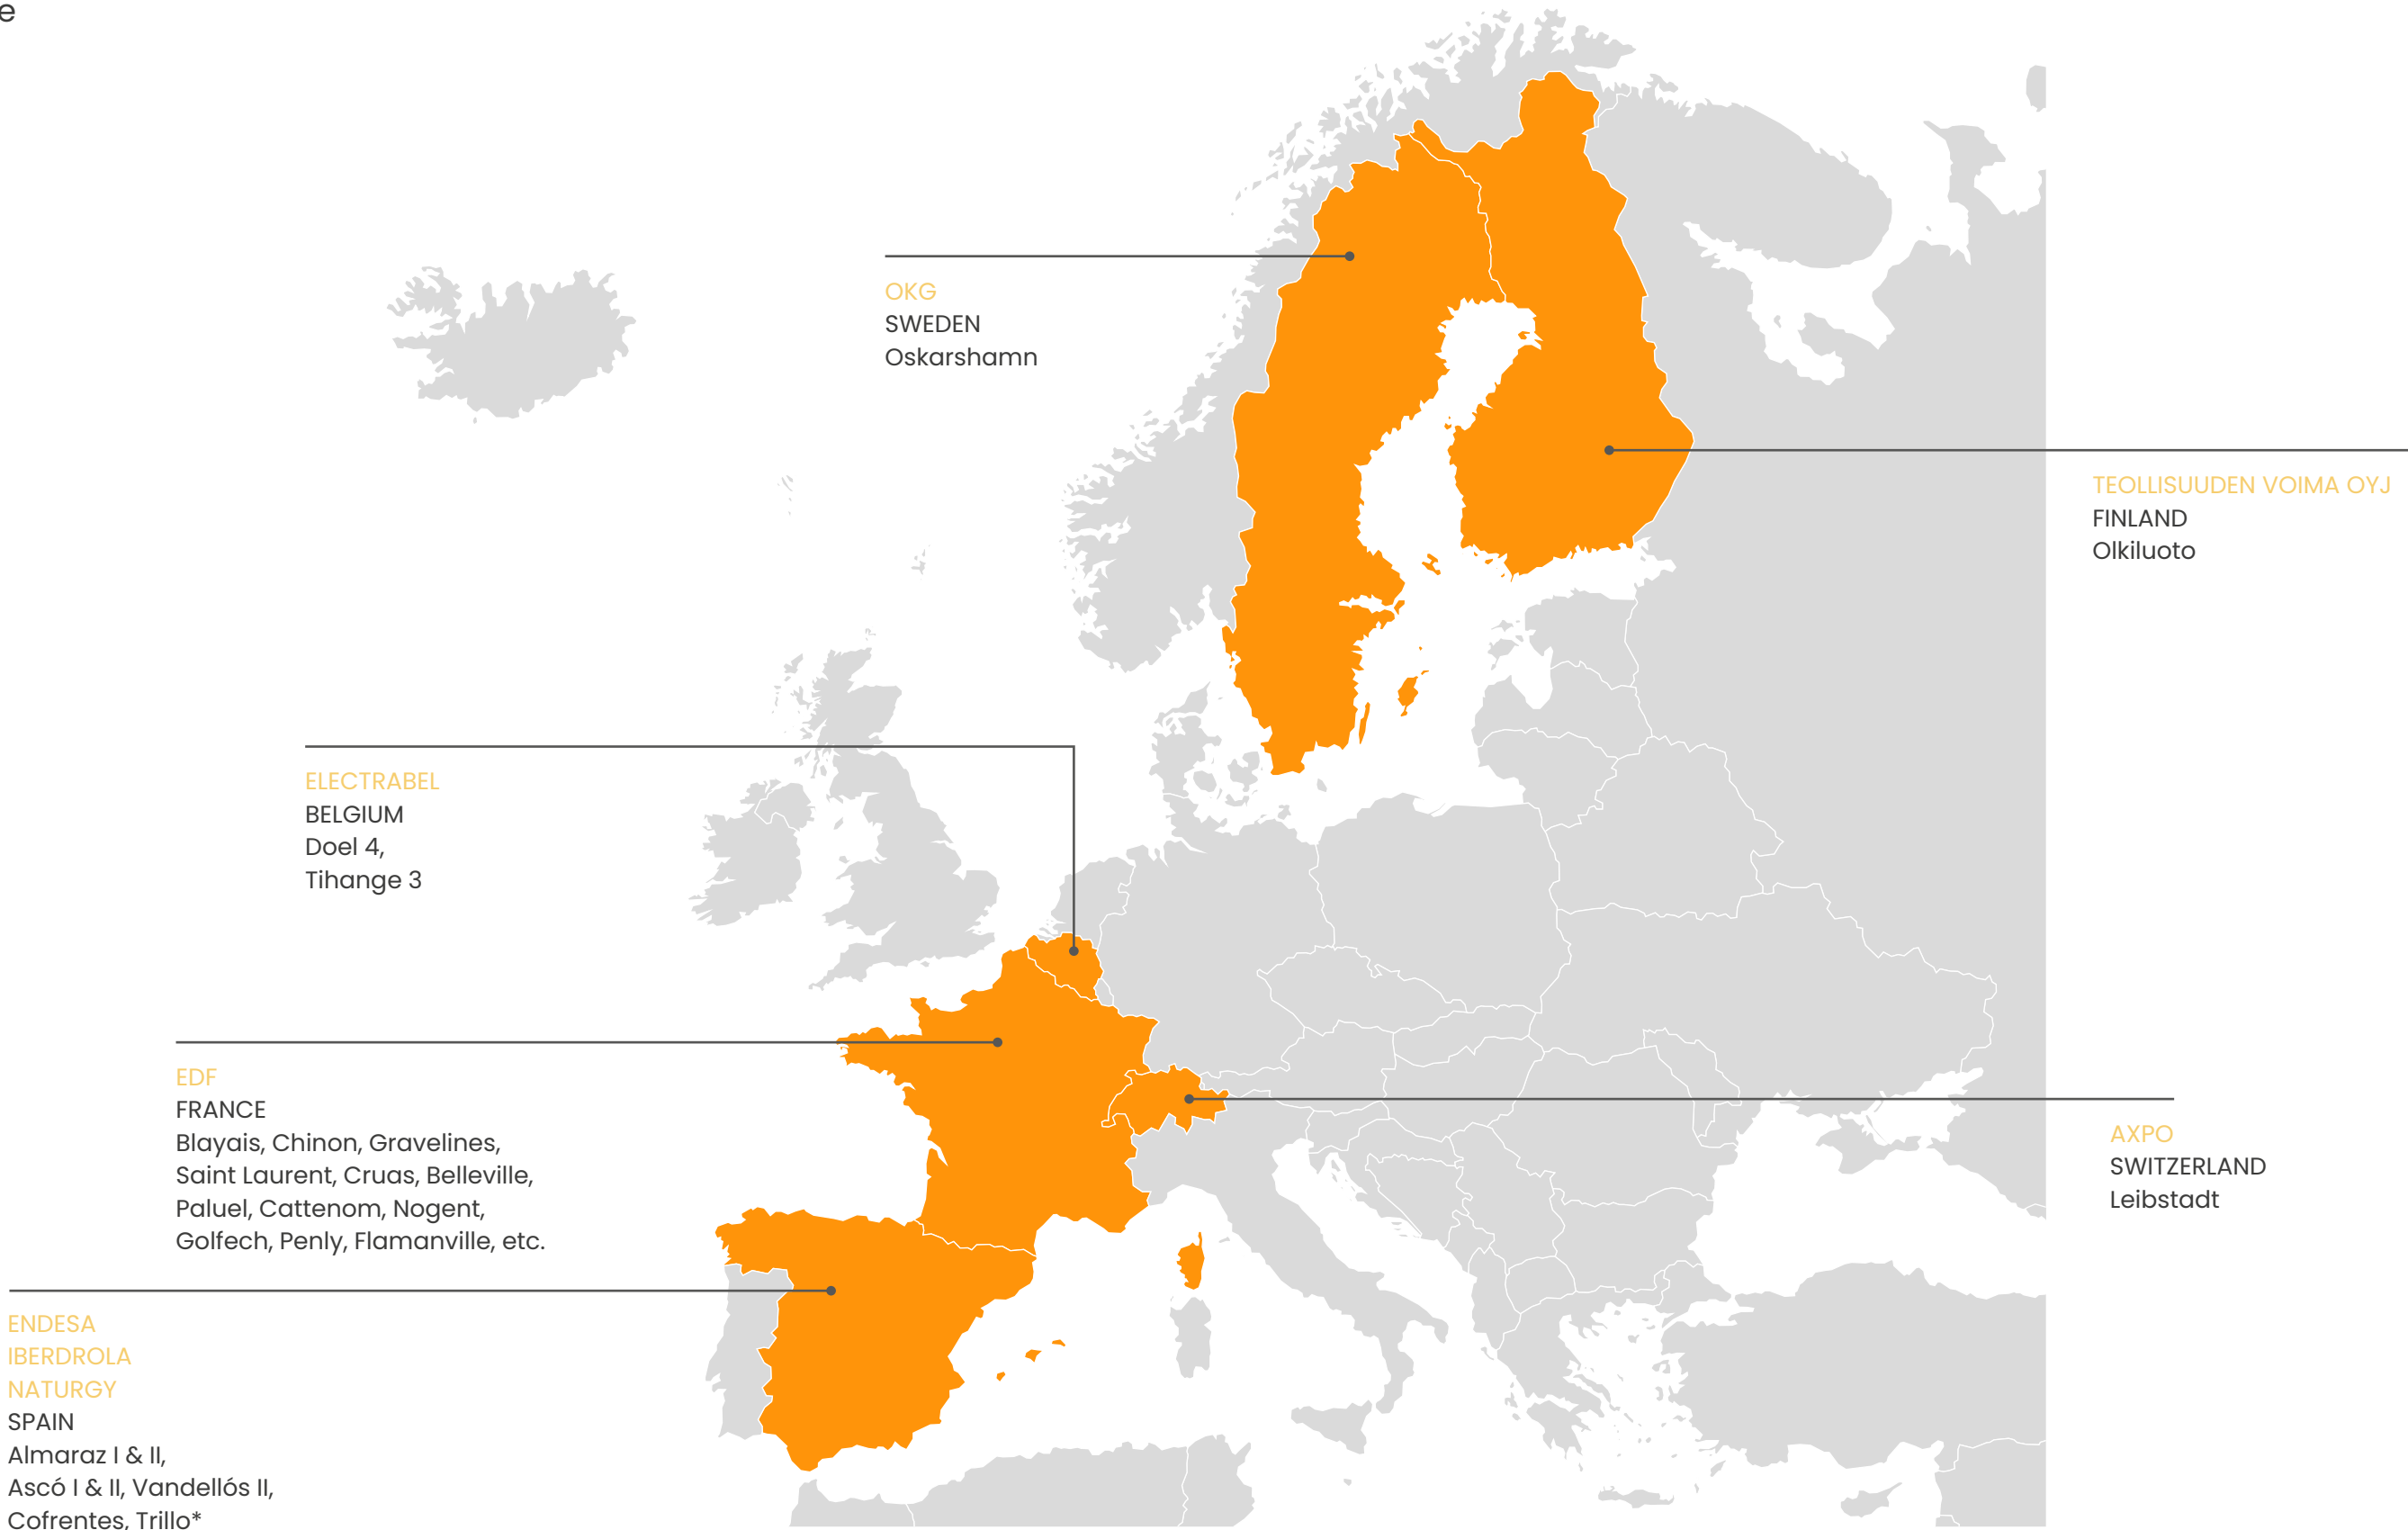 OKG
SWEDEN
Oskarshamn
TEOLLISUUDEN VOIMA OYJ
FINLAND
Olkiluoto
ELECTRABEL
BELGIUM
Doel 4,
Tihange 3
EDF
FRANCE
Blayais, Chinon, Gravelines,
Saint Laurent, Cruas, Belleville,
Paluel, Cattenom, Nogent,
Golfech, Penly, Flamanville, etc.
AXPO
SWITZERLAND
Leibstadt
ENDESA
IBERDROLA
NATURGY
SPAIN
Almaraz I & II,
Ascó I & II, Vandellós II,
Cofrentes, Trillo*